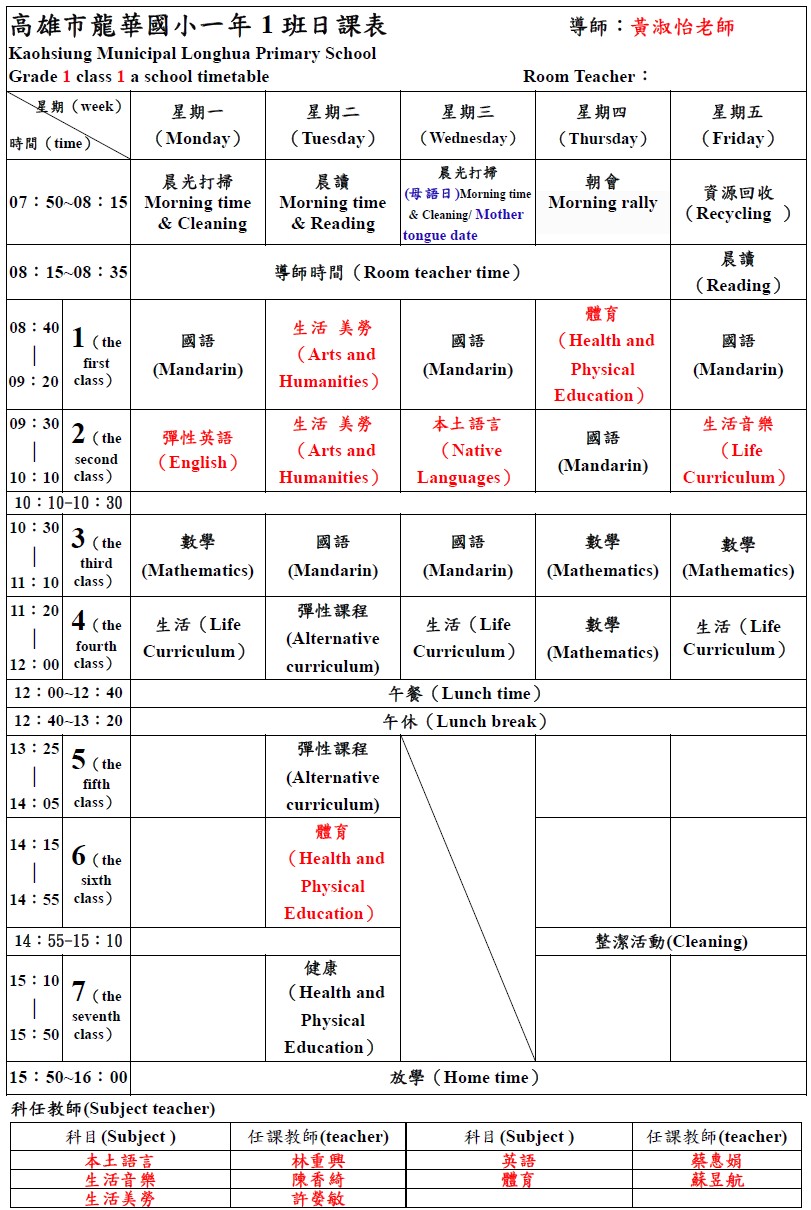 高雄市龍華國小一年1班日課表 導師：黃淑怡老師
Kaohsiung Municipal Longhua Primary School
Grade 1 class 1 a school timetable Room Teacher：
星期（week）
時間（time）
星期一
（Monday）
星期二
（Tuesday）
星期三
（Wednesday）
星期四
（Thursday）
星期五
（Friday）
07：50~08：15
晨光打掃
Morning time
& Cleaning
晨讀
Morning time
& Reading
晨光打掃
(母語日)Morning time
& Cleaning/ Mother
tongue date
朝會
Morning rally
資源回收
（Recycling ）
08：15~08：35
導師時間（Room teacher time）
晨讀
（Reading）
08：40
｜
09：20
1（the
first
class）
國語
(Mandarin)
生活 美勞
（Arts and
Humanities）
國語
(Mandarin)
體育
（Health and
Physical
Education）
國語
(Mandarin)
09：30
｜
10：10
2（the
second
class）
彈性英語
（English）
生活 美勞
（Arts and
Humanities）
本土語言
（Native
Languages）
國語
(Mandarin)
生活音樂
（Life
Curriculum）
10：10-10：30
10：30
｜
11：10
3（the
third
class）
數學
(Mathematics)
國語
(Mandarin)
國語
(Mandarin)
數學
(Mathematics)
數學
(Mathematics)
11：20
｜
12：00
4（the
fourth
class）
生活（Life
Curriculum）
彈性課程
(Alternative
curriculum)
生活（Life
Curriculum）
數學
(Mathematics)
生活（Life
Curriculum）
12：00~12：40
午餐（Lunch time）
12：40~13：20
午休（Lunch break）
13：25
｜
14：05
5（the
fifth
class）
彈性課程
(Alternative
curriculum)
14：15
｜
14：55
6（the
sixth
class）
體育
（Health and
Physical
Education）
14：55-15：10
整潔活動(Cleaning)
15：10
｜
15：50
7（the
seventh
class）
健康
（Health and
Physical
Education）
15：50~16：00
放學（Home time）
科任教師(Subject teacher)
科目(Subject ) 任課教師(teacher) 科目(Subject ) 任課教師(teacher)
本土語言 林重興 英語 蔡惠娟
生活音樂 陳香綺 體育 蘇昱航
生活美勞 許嫈敏